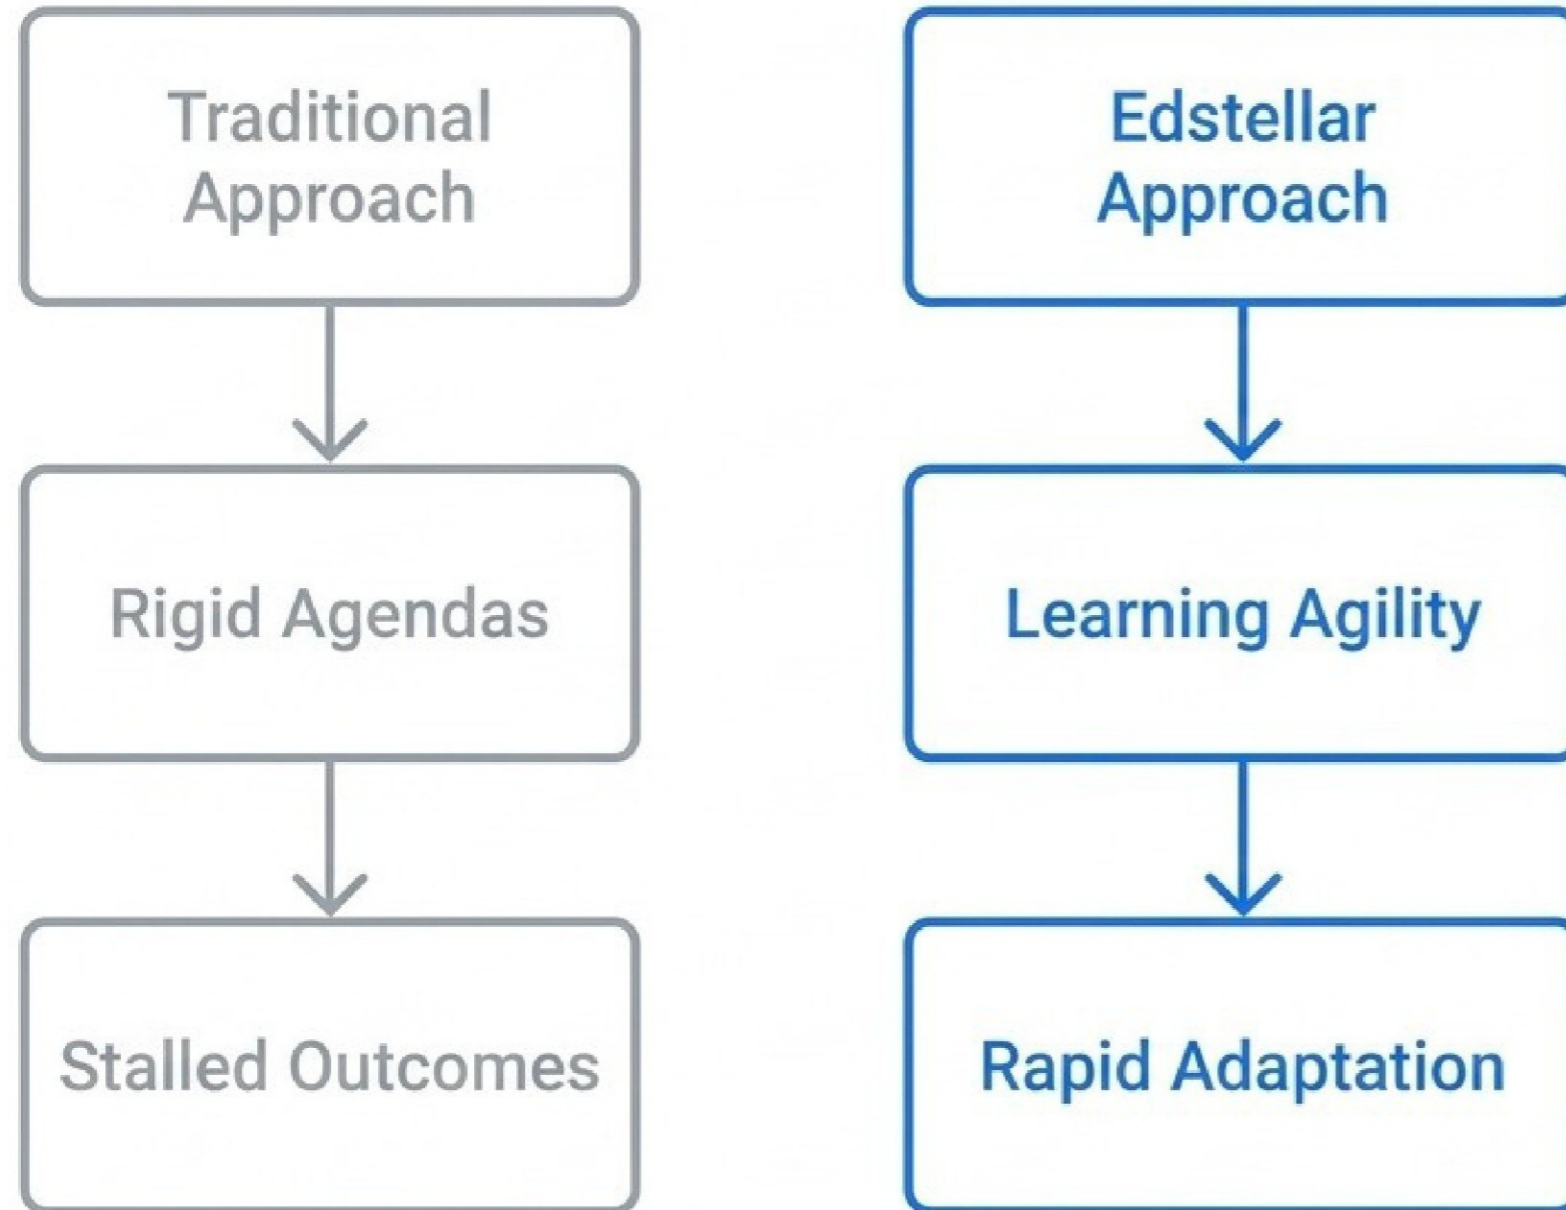 Traditional
Approach
Rigid Agendas
Stalled Outcomes
Edstellar
Approach
Learning Agility
Rapid Adaptation